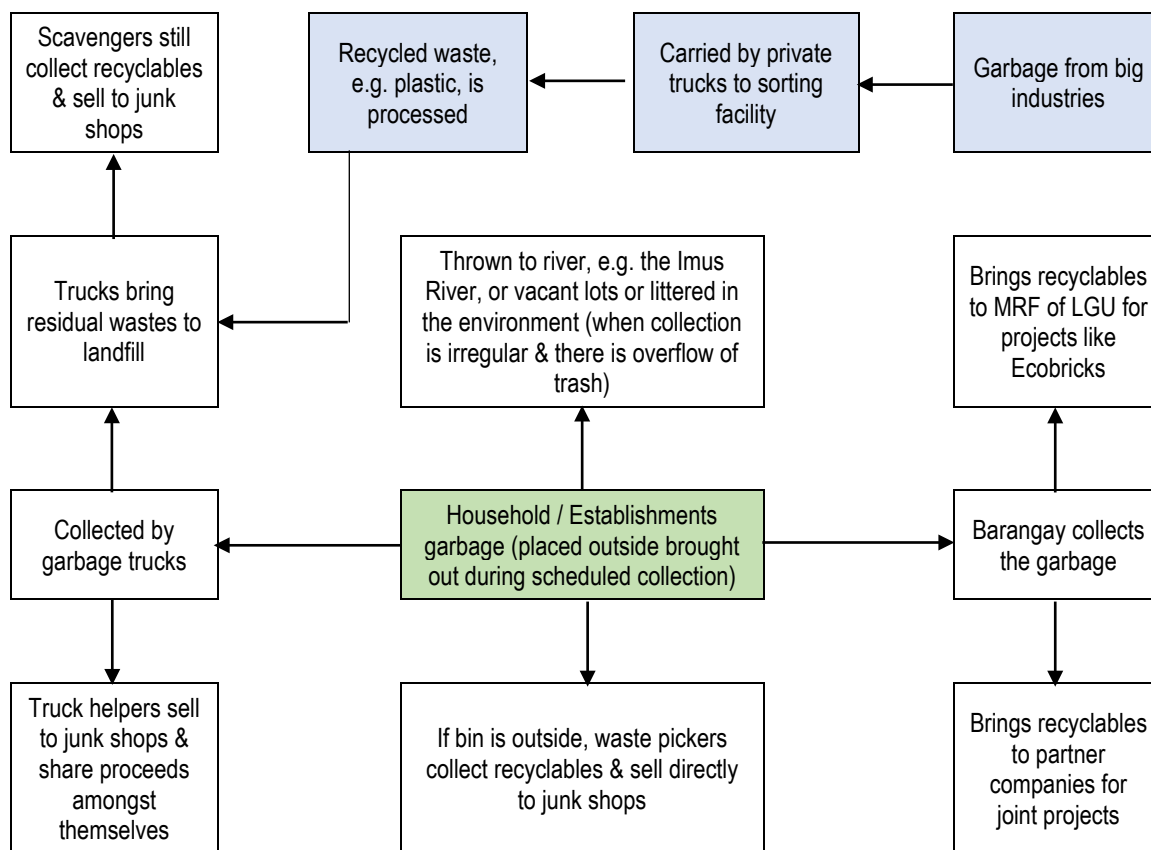 Scavengers still
collect recyclables
& sell to junk
shops
Recycled waste,
e.g. plastic, is
processed
Carried by private
trucks to sorting
facility
Garbage from big
industries
Trucks bring
residual wastes to
landfill
Thrown to river, e.g. the Imus
River, or vacant lots or littered in
the environment (when collection
is irregular & there is overflow of
trash)
Brings recyclables
to MRF of LGU for
projects like
Ecobricks
Collected by
garbage trucks
Household / Establishments
garbage (placed outside brought
out during scheduled collection)
Barangay collects
the garbage
Truck helpers sell
to junk shops &
share proceeds
amongst
themselves
If bin is outside, waste pickers
collect recyclables & sell directly
to junk shops
Brings recyclables
to partner
companies for
joint projects